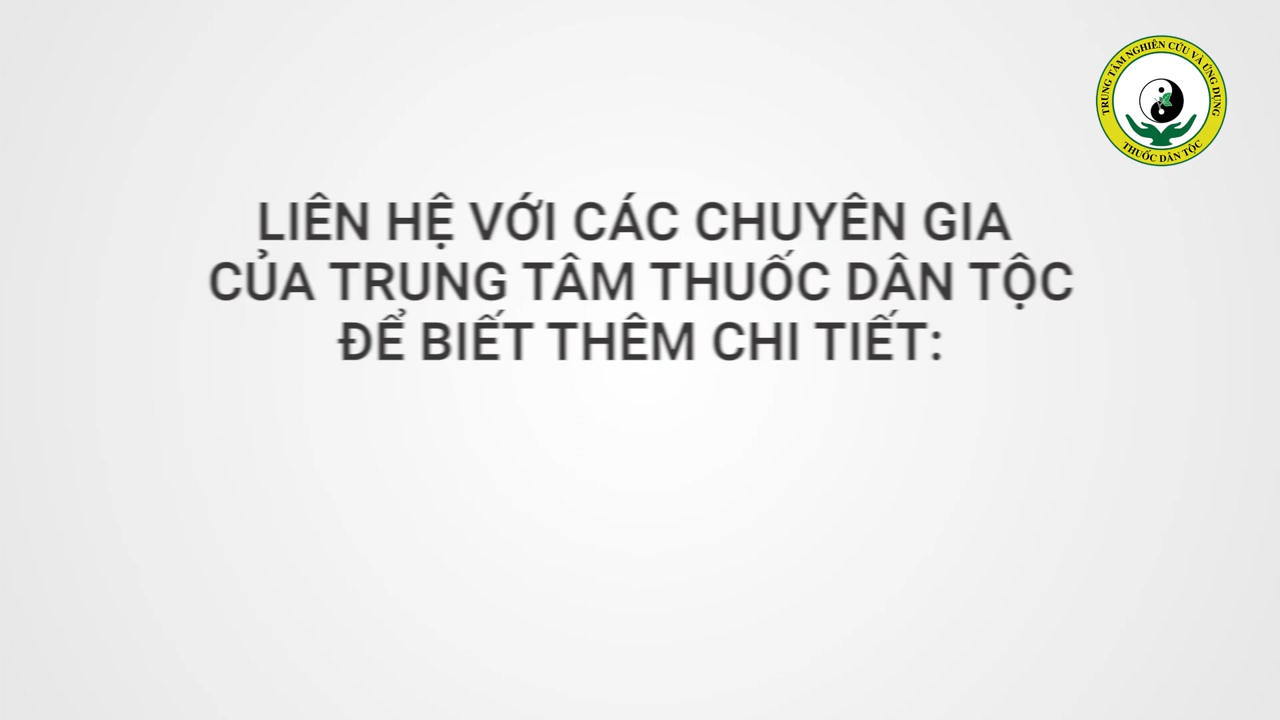 TRUNG TÂM NGHIÊN CỨU VÀ ỨNG DỤNG
THUỐC DÂN TỘC
LIÊN HỆ VỚI CÁC CHUYÊN GIA
CỦA TRUNG TÂM THUỐC DÂN TỘC
ĐỂ BIẾT THÊM CHI TIẾT: